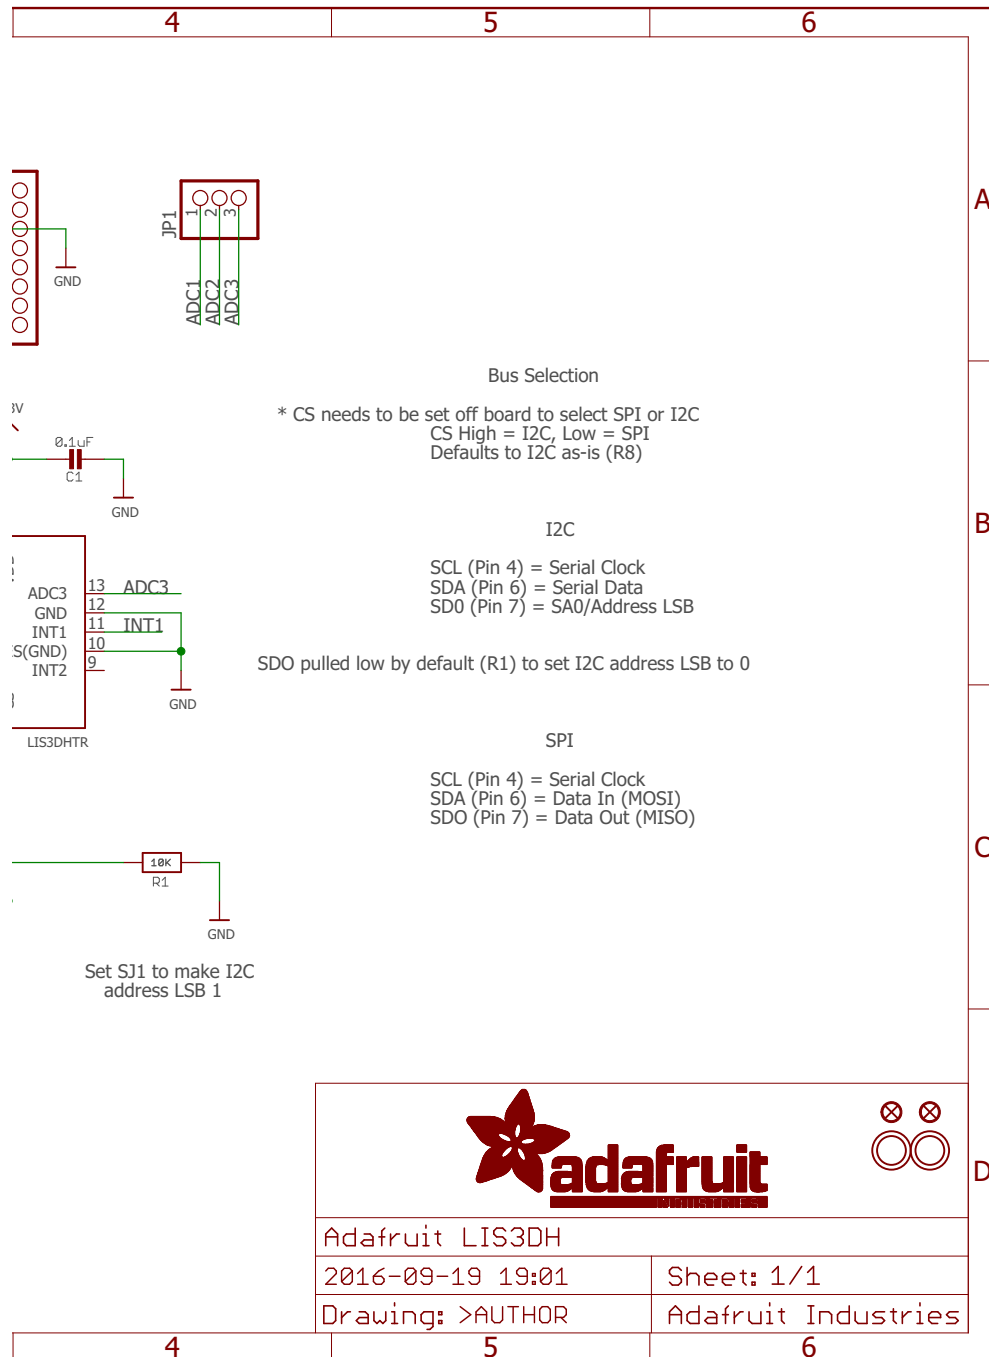 4 5 6
A
JP1
1 2 3
ADC1 ADC2 ADC3
GND
Bus Selection
* CS needs to be set off board to select SPI or I2C
CS High = I2C, Low = SPI
Defaults to I2C as-is (R8)
0.1uF
C1
GND
B
I2C
SCL (Pin 4) = Serial Clock
SDA (Pin 6) = Serial Data
SD0 (Pin 7) = SA0/Address LSB
ADC3 13 ADC3
GND 12
INT1 11 INT1
S(GND) 10
INT2 9
SDO pulled low by default (R1) to set I2C address LSB to 0
GND
LIS3DHTR
SPI
SCL (Pin 4) = Serial Clock
SDA (Pin 6) = Data In (MOSI)
SDO (Pin 7) = Data Out (MISO)
C
10K
R1
GND
Set SJ1 to make I2C
address LSB 1
adafruit
D
Adafruit LIS3DH
2016-09-19 19:01 Sheet: 1/1
Drawing: >AUTHOR Adafruit Industries
4 5 6